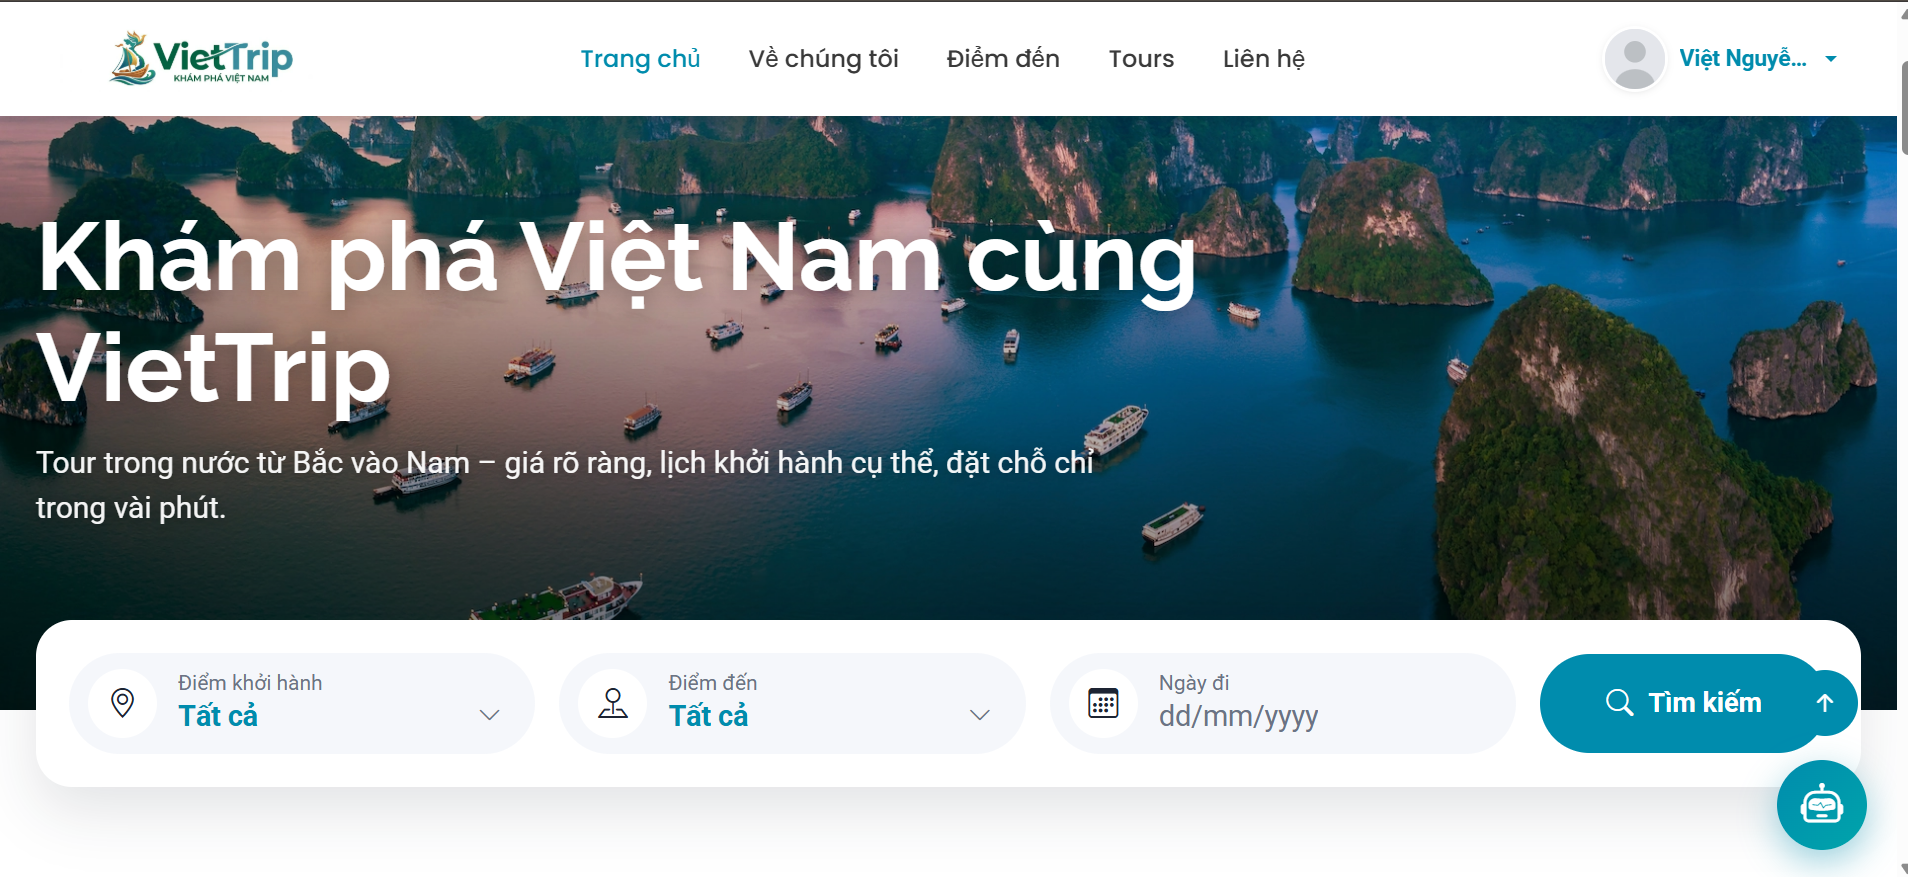 VietTrip
KHÁM PHÁ VIỆT NAM
Trang chủ
Về chúng tôi
Điểm đến
Tours
Liên hệ
Việt Nguyễ...
Khám phá Việt Nam cùng
VietTrip
Tour trong nước từ Bắc vào Nam – giá rõ ràng, lịch khởi hành cụ thể, đặt chỗ chỉ
trong vài phút.
Điểm khởi hành
Tất cả
Điểm đến
Tất cả
Ngày đi
dd/mm/yyyy
Tìm kiếm